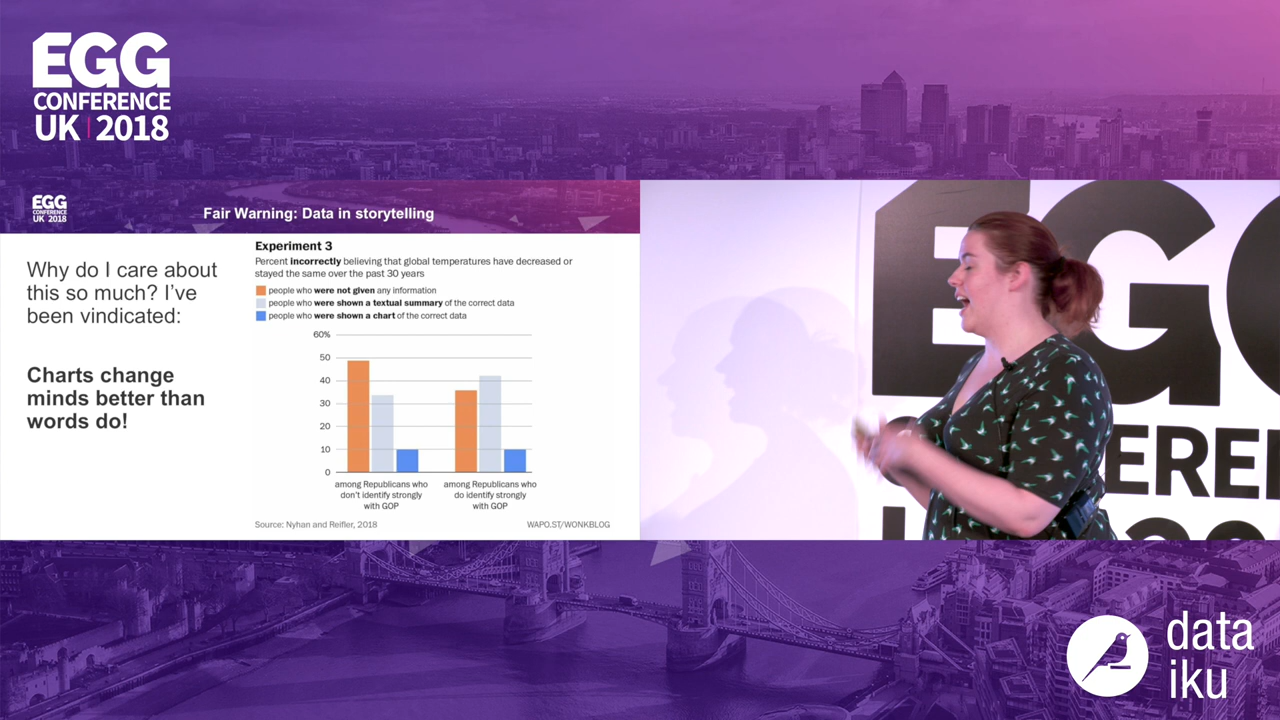 EGG
CONFERENCE
UK | 2018
EGG
CONFERENCE
UK 2018
Fair Warning: Data in storytelling
Why do I care about
this so much? I've
been vindicated:
Charts change
minds better than
words do!
Experiment 3
Percent incorrectly believing that global temperatures have decreased or
stayed the same over the past 30 years
people who were not given any information
people who were shown a textual summary of the correct data
people who were shown a chart of the correct data
60%
50
40
30
20
10
0
among Republicans who
don't identify strongly
with GOP
among Republicans who
do identify strongly
with GOP
Source: Nyhan and Reifler, 2018
WAPO.ST/WONKBLOG
EGG
data
iku